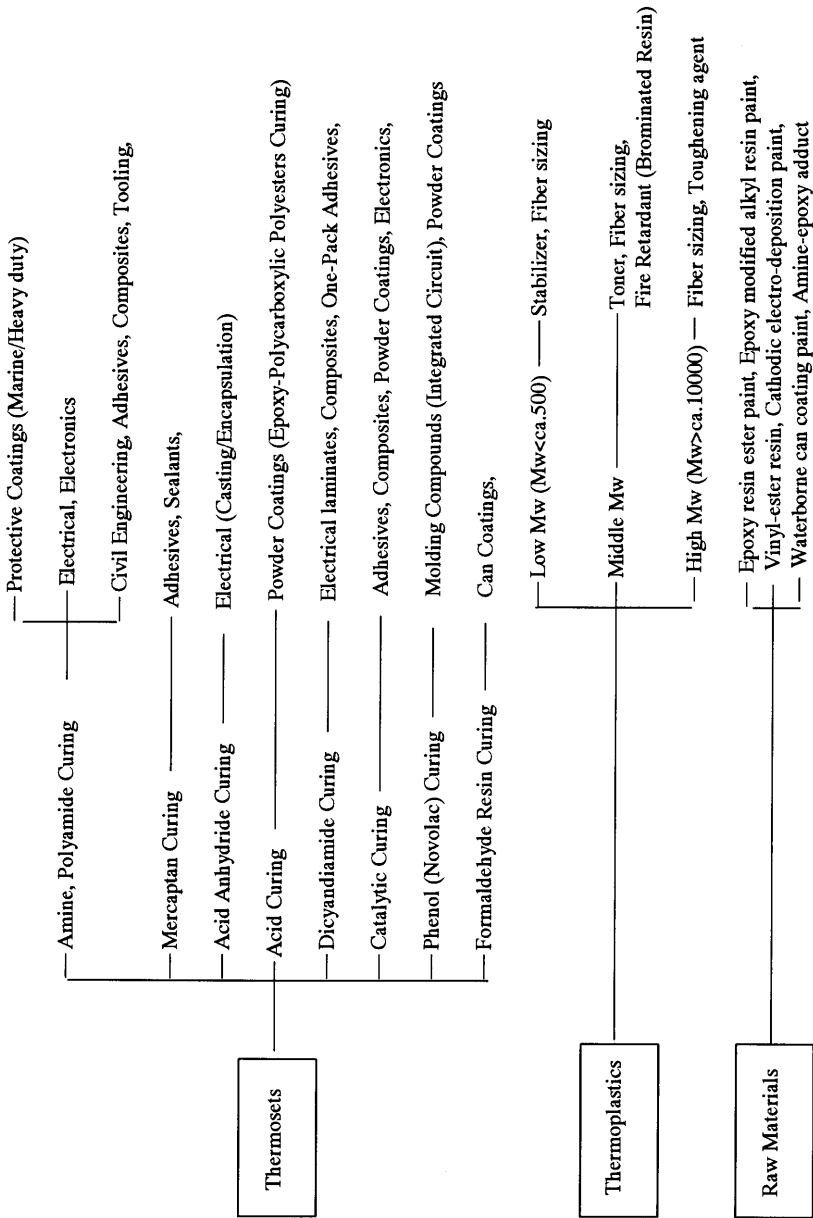 Thermosets
Amine, Polyamide Curing
Protective Coatings (Marine/Heavy duty)
Electrical, Electronics
Civil Engineering, Adhesives, Composites, Tooling,
Mercaptan Curing
Adhesives, Sealants,
Acid Anhydride Curing
Electrical (Casting/Encapsulation)
Acid Curing
Powder Coatings (Epoxy-Polycarboxylic Polyesters Curing)
Dicyandiamide Curing
Electrical laminates, Composites, One-Pack Adhesives,
Catalytic Curing
Adhesives, Composites, Powder Coatings, Electronics,
Phenol (Novolac) Curing
Molding Compounds (Integrated Circuit), Powder Coatings
Formaldehyde Resin Curing
Can Coatings,
Thermoplastics
Low Mw (Mw<ca.500)
Stabilizer, Fiber sizing
Middle Mw
Toner, Fiber sizing,
Fire Retardant (Brominated Resin)
High Mw (Mw>ca.10000)
Fiber sizing, Toughening agent
Raw Materials
Epoxy resin ester paint, Epoxy modified alkyl resin paint,
Vinyl-ester resin, Cathodic electro-deposition paint,
Waterborne can coating paint, Amine-epoxy adduct